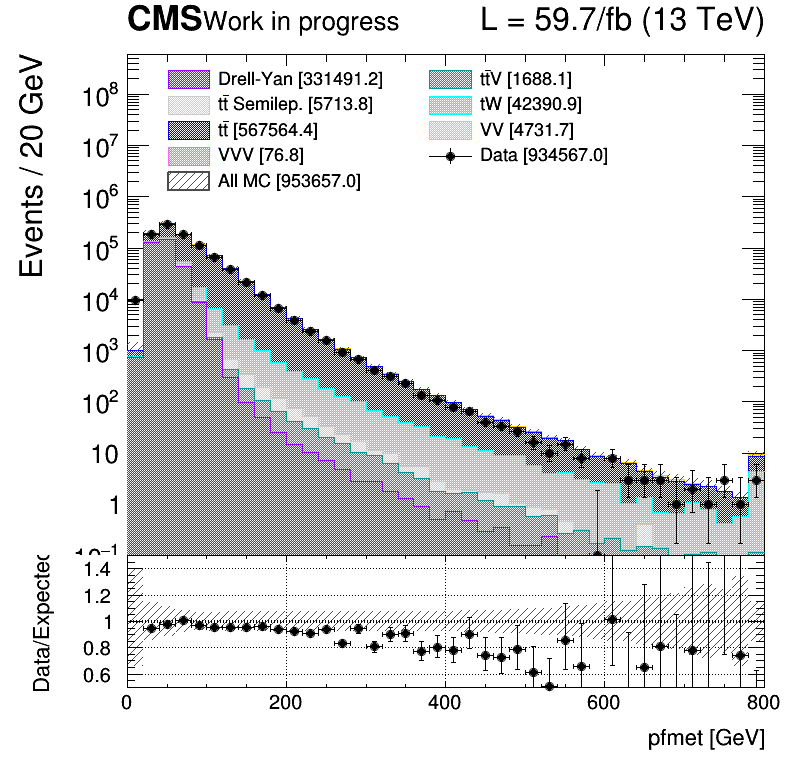 CMS Work in progress L = 59.7/fb (13 TeV)
Events / 20 GeV
Drell-Yan [331491.2] tt̄V [1688.1]
tt̄ Semilep. [5713.8] tW [42390.9]
tt̄ [567564.4] VV [4731.7]
VVV [76.8] Data [934567.0]
All MC [953657.0]
10⁸
10⁷
10⁶
10⁵
10⁴
10³
10²
10
1
10⁻¹
Data/Expected
1.4
1.2
1
0.8
0.6
0 200 400 600 800
pfmet [GeV]